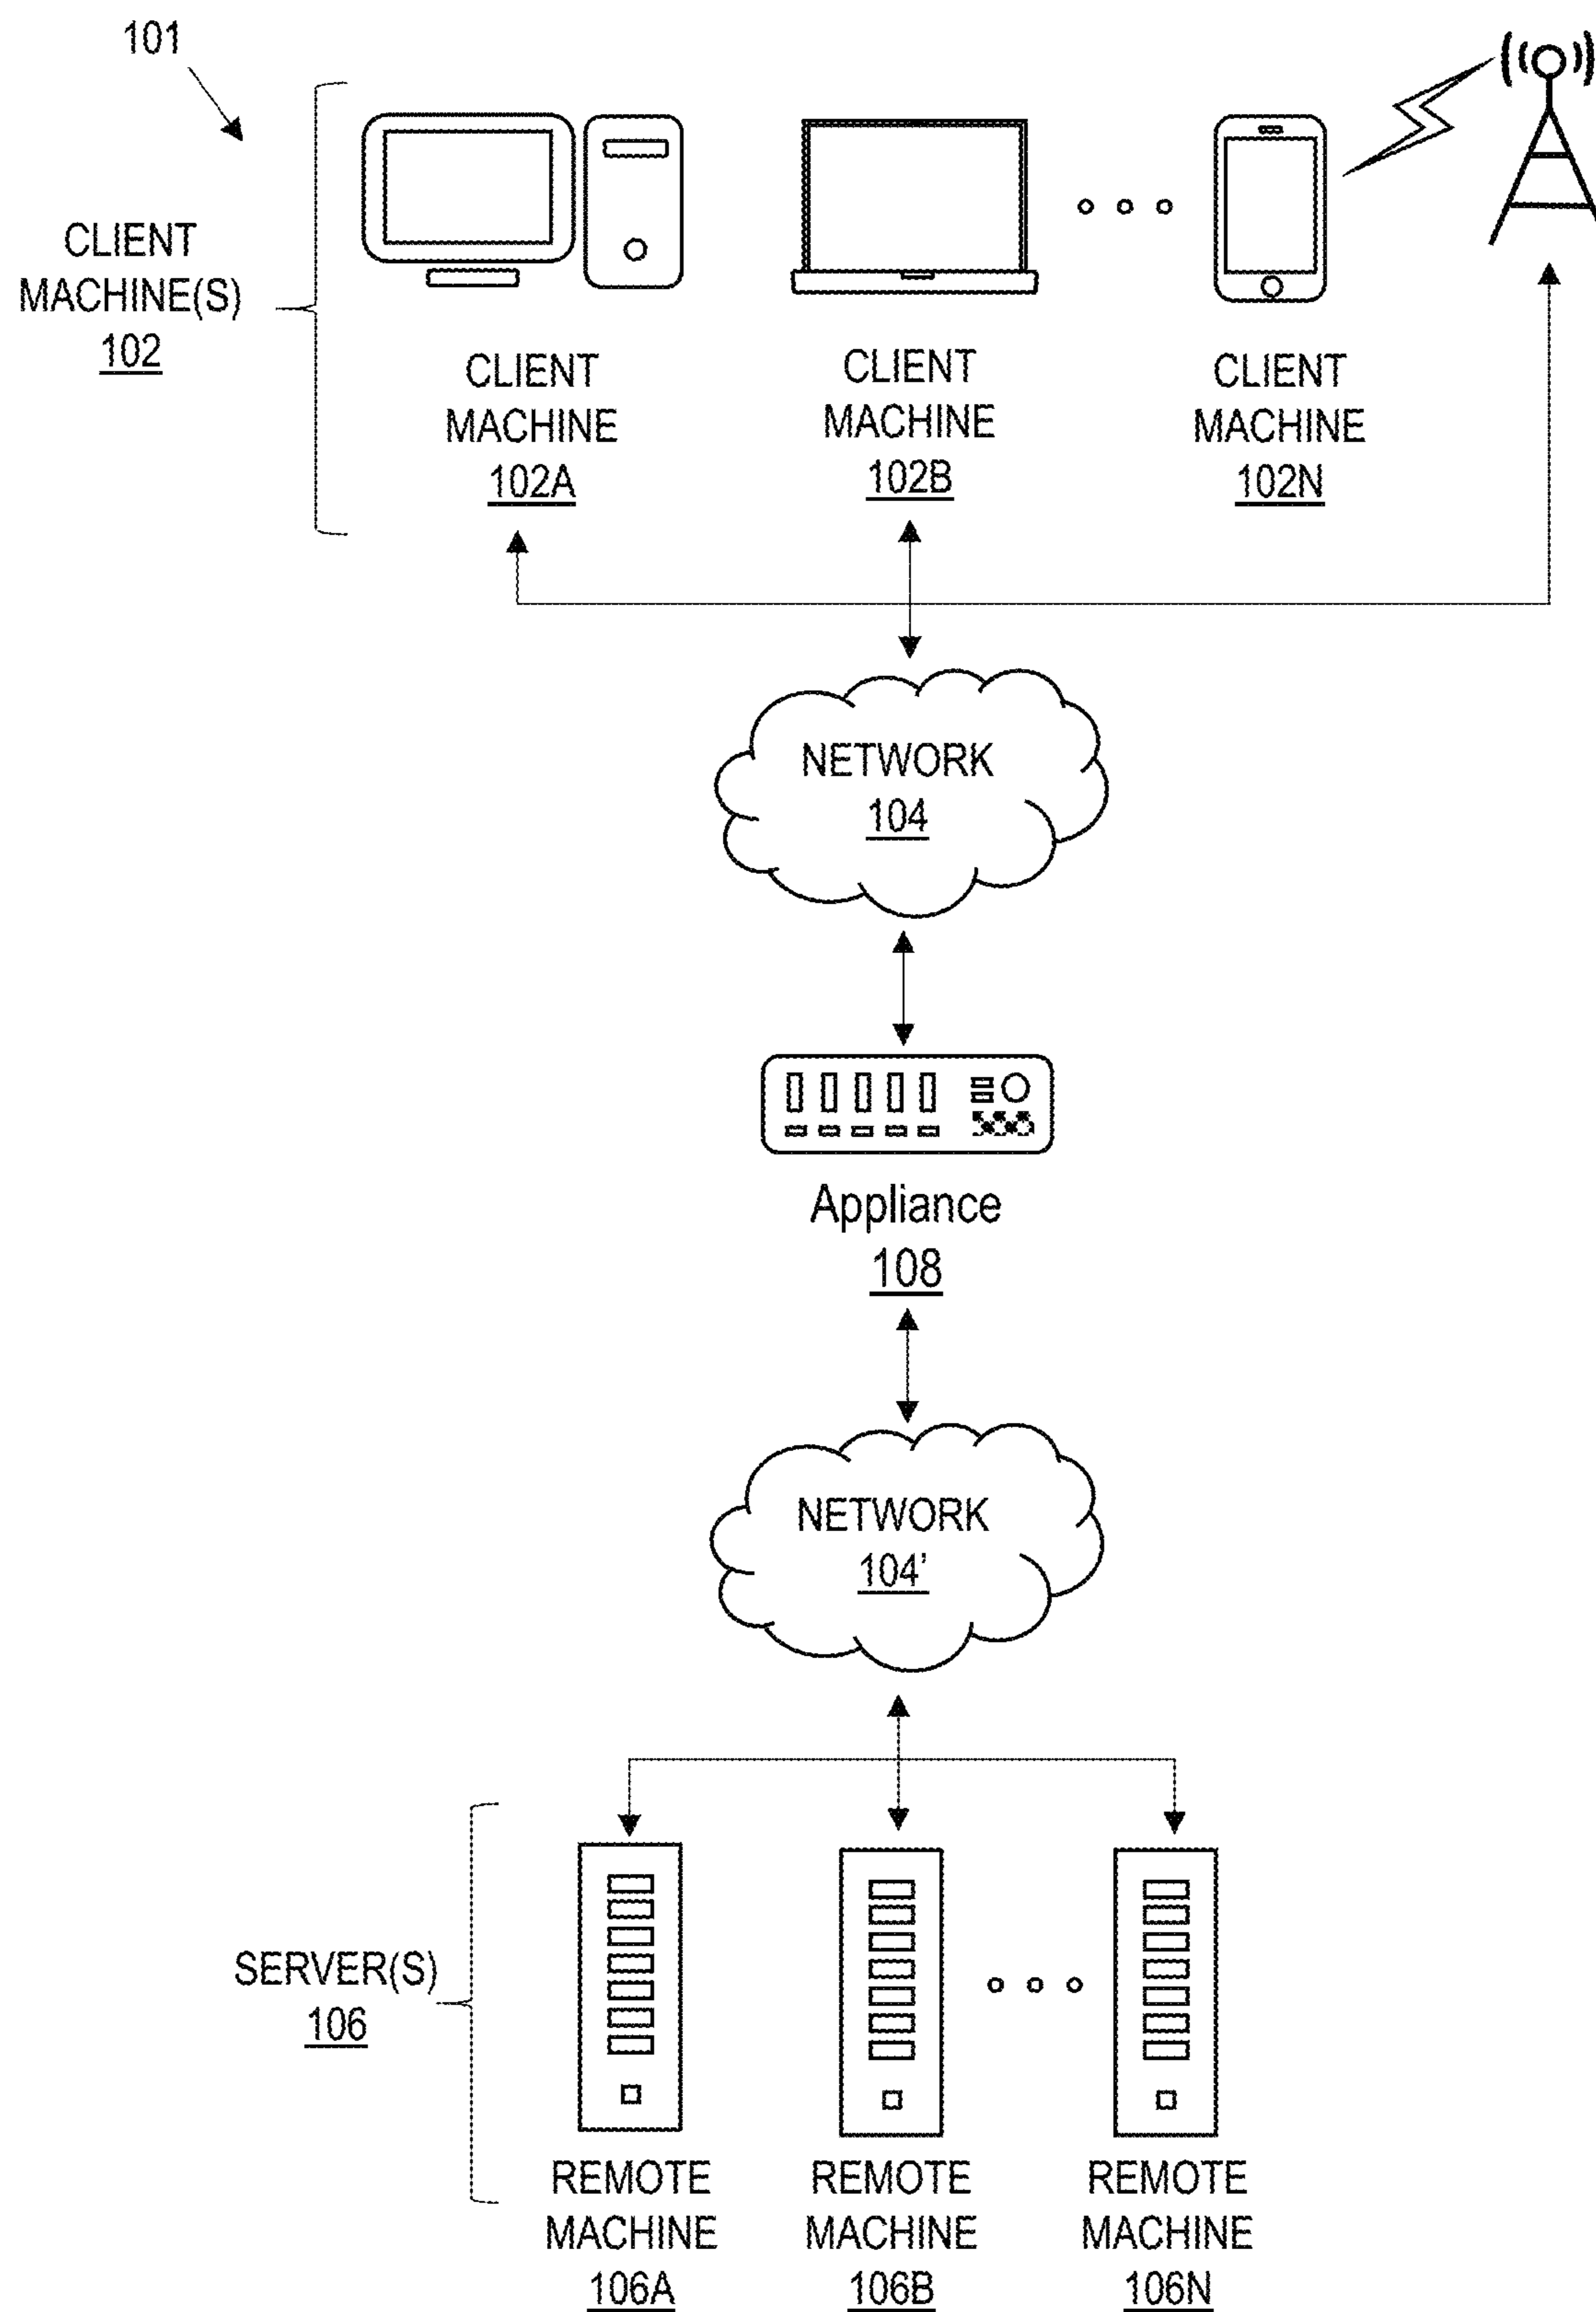 101
CLIENT
MACHINE(S)
102
CLIENT
MACHINE
102A
CLIENT
MACHINE
102B
CLIENT
MACHINE
102N
NETWORK
104
Appliance
108
NETWORK
104'
SERVER(S)
106
REMOTE
MACHINE
106A
REMOTE
MACHINE
106B
REMOTE
MACHINE
106N